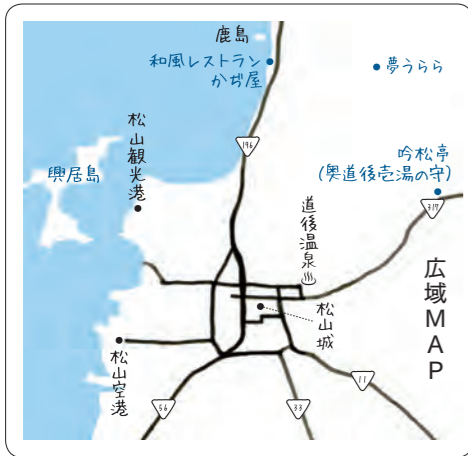 鹿島
和風レストラン
かぢ屋
夢うらら
松山観光港
興居島
196
吟松亭
(奥道後壱湯の守)
317
道後温泉♨
広域MAP
松山城
松山空港
56
33
11